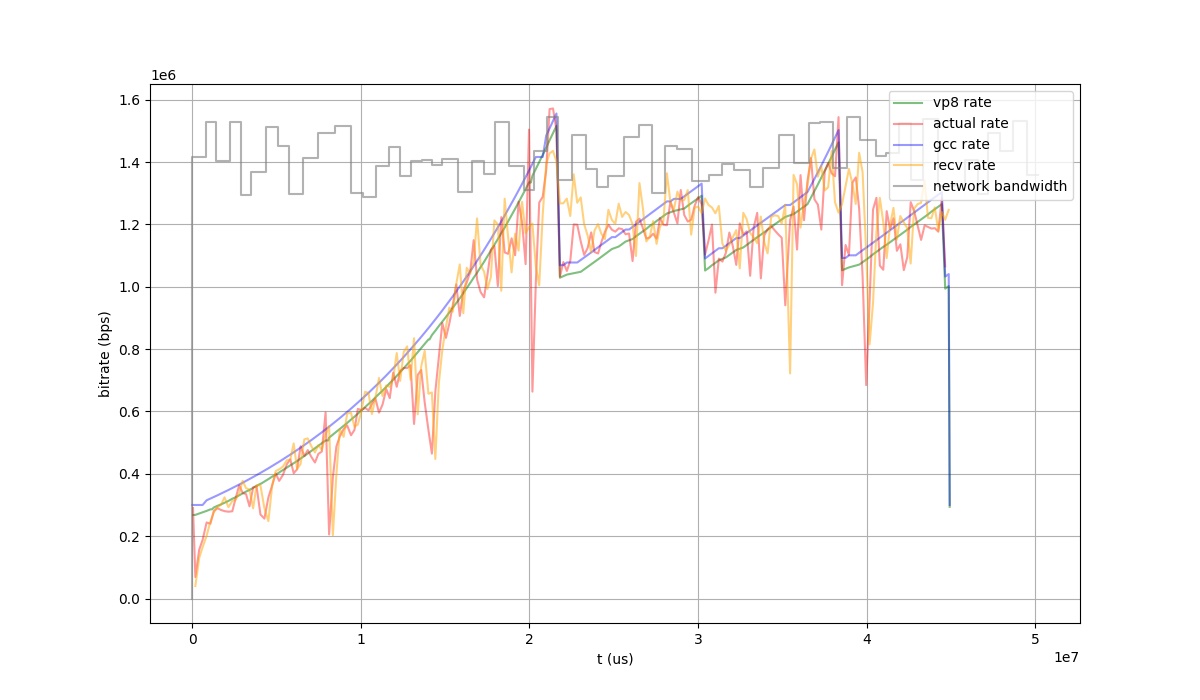 1e6
1.6
1.4
1.2
1.0
0.8
0.6
0.4
0.2
0.0
bitrate (bps)
vp8 rate
actual rate
gcc rate
recv rate
network bandwidth
0 1 2 3 4 5
t (us)
1e7